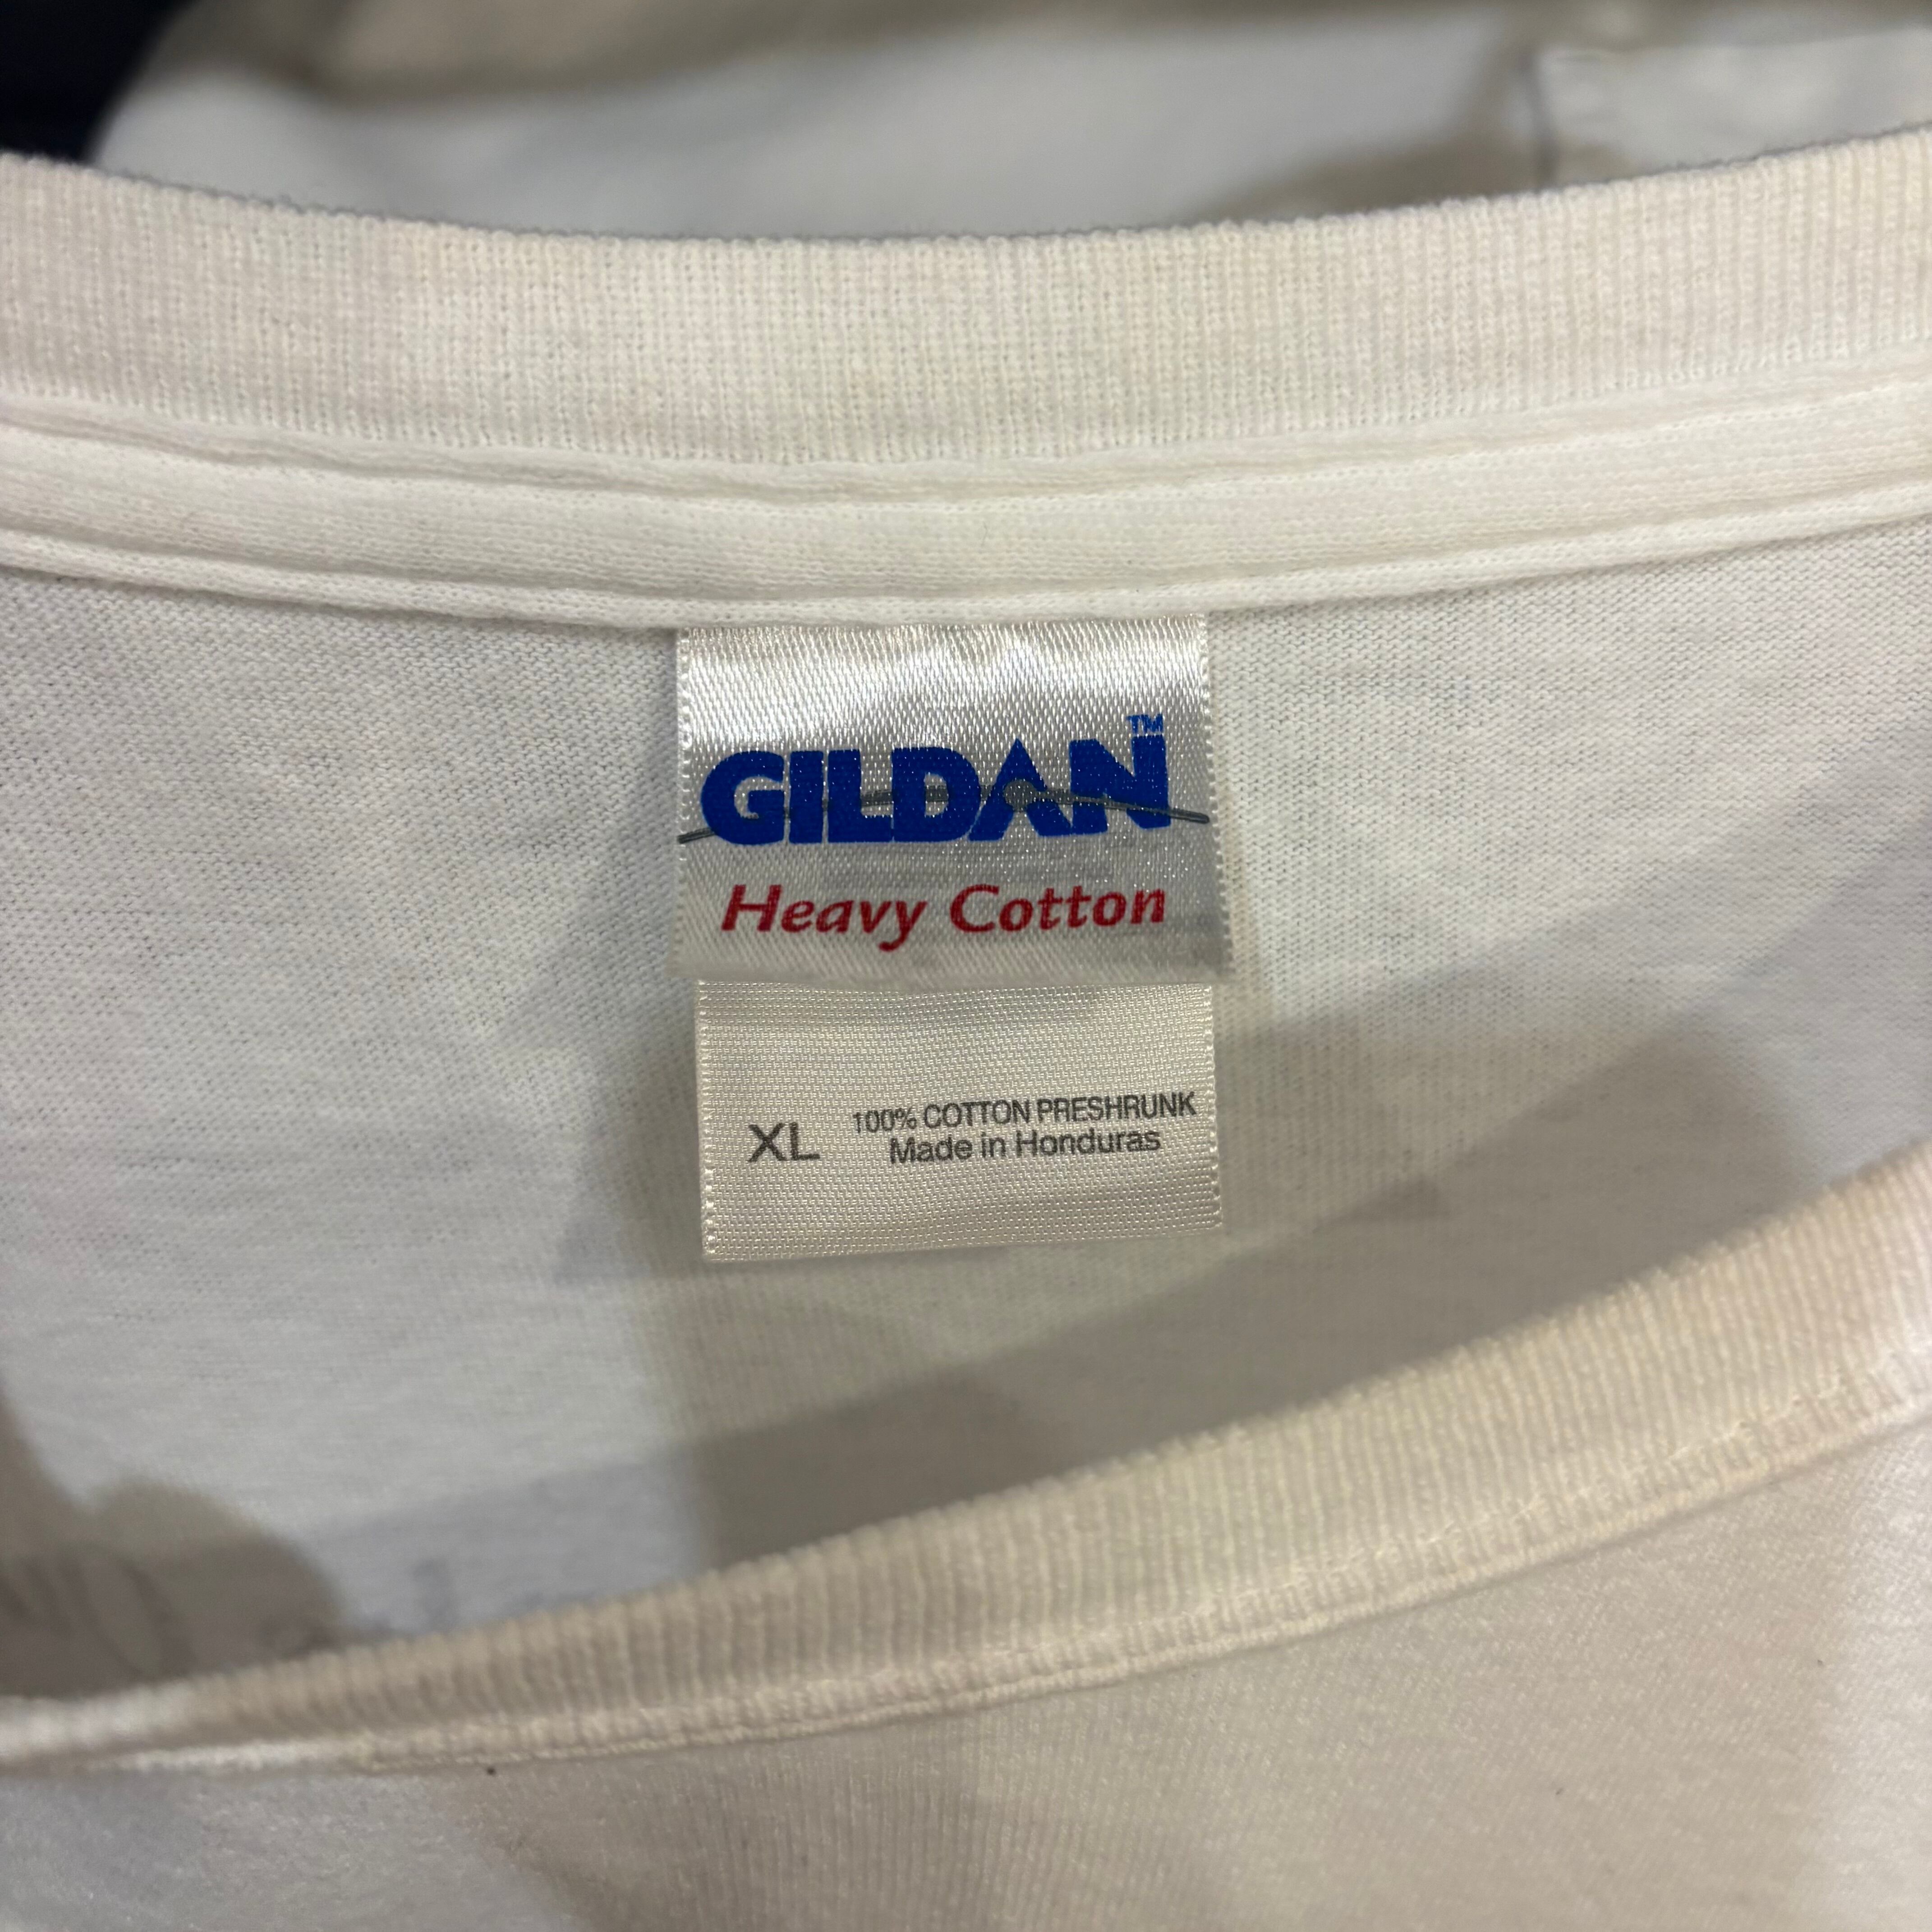 GILDAN™
Heavy Cotton
XL
100% COTTON PRESHRUNK
Made in Honduras